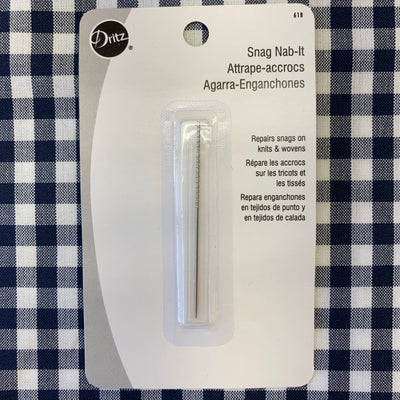 618
Dritz®
Snag Nab-It
Attrape-accrocs
Agarra-Enganchones
Repairs snags on
knits & wovens
Répare les accrocs
sur les tricots et
les tissés
Repara enganchones
en tejidos de punto y
en tejidos de calada